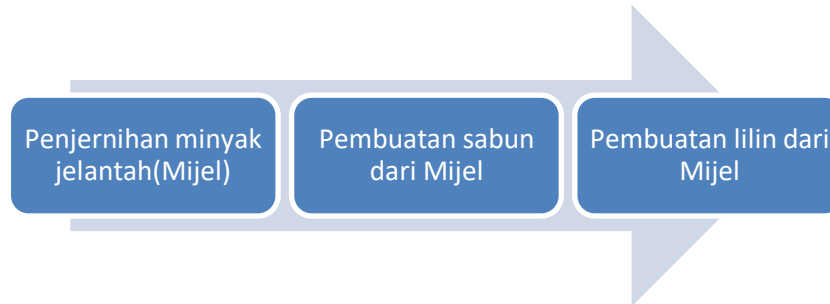 Penjernihan minyak
jelantah(Mijel)
Pembuatan sabun
dari Mijel
Pembuatan lilin dari
Mijel